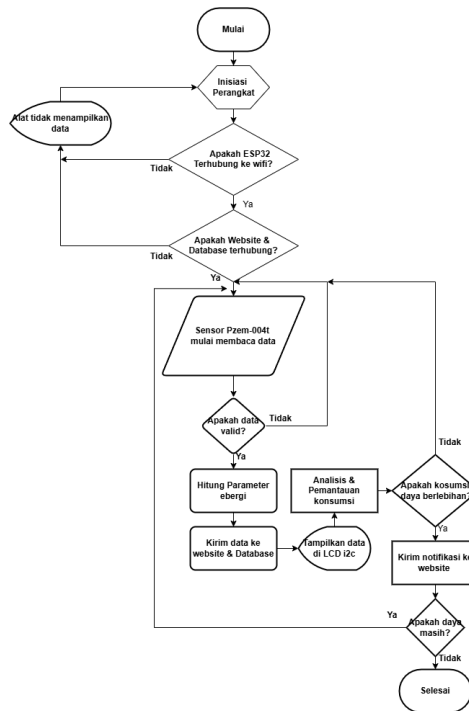 Mulai
Inisiasi
Perangkat
Alat tidak menampilkan
data
Apakah ESP32
Terhubung ke wifi?
Tidak
Ya
Apakah Website &
Database terhubung?
Tidak
Ya
Sensor Pzem-004t
mulai membaca data
Apakah data
valid?
Tidak
Ya
Hitung Parameter
ebergi
Kirim data ke
website & Database
Tampilkan data
di LCD i2c
Analisis &
Pemantauan
konsumsi
Tidak
Apakah kosumsi
daya berlebihan?
Ya
Kirim notifikasi ke
website
Ya
Apakah daya
masih?
Tidak
Selesai